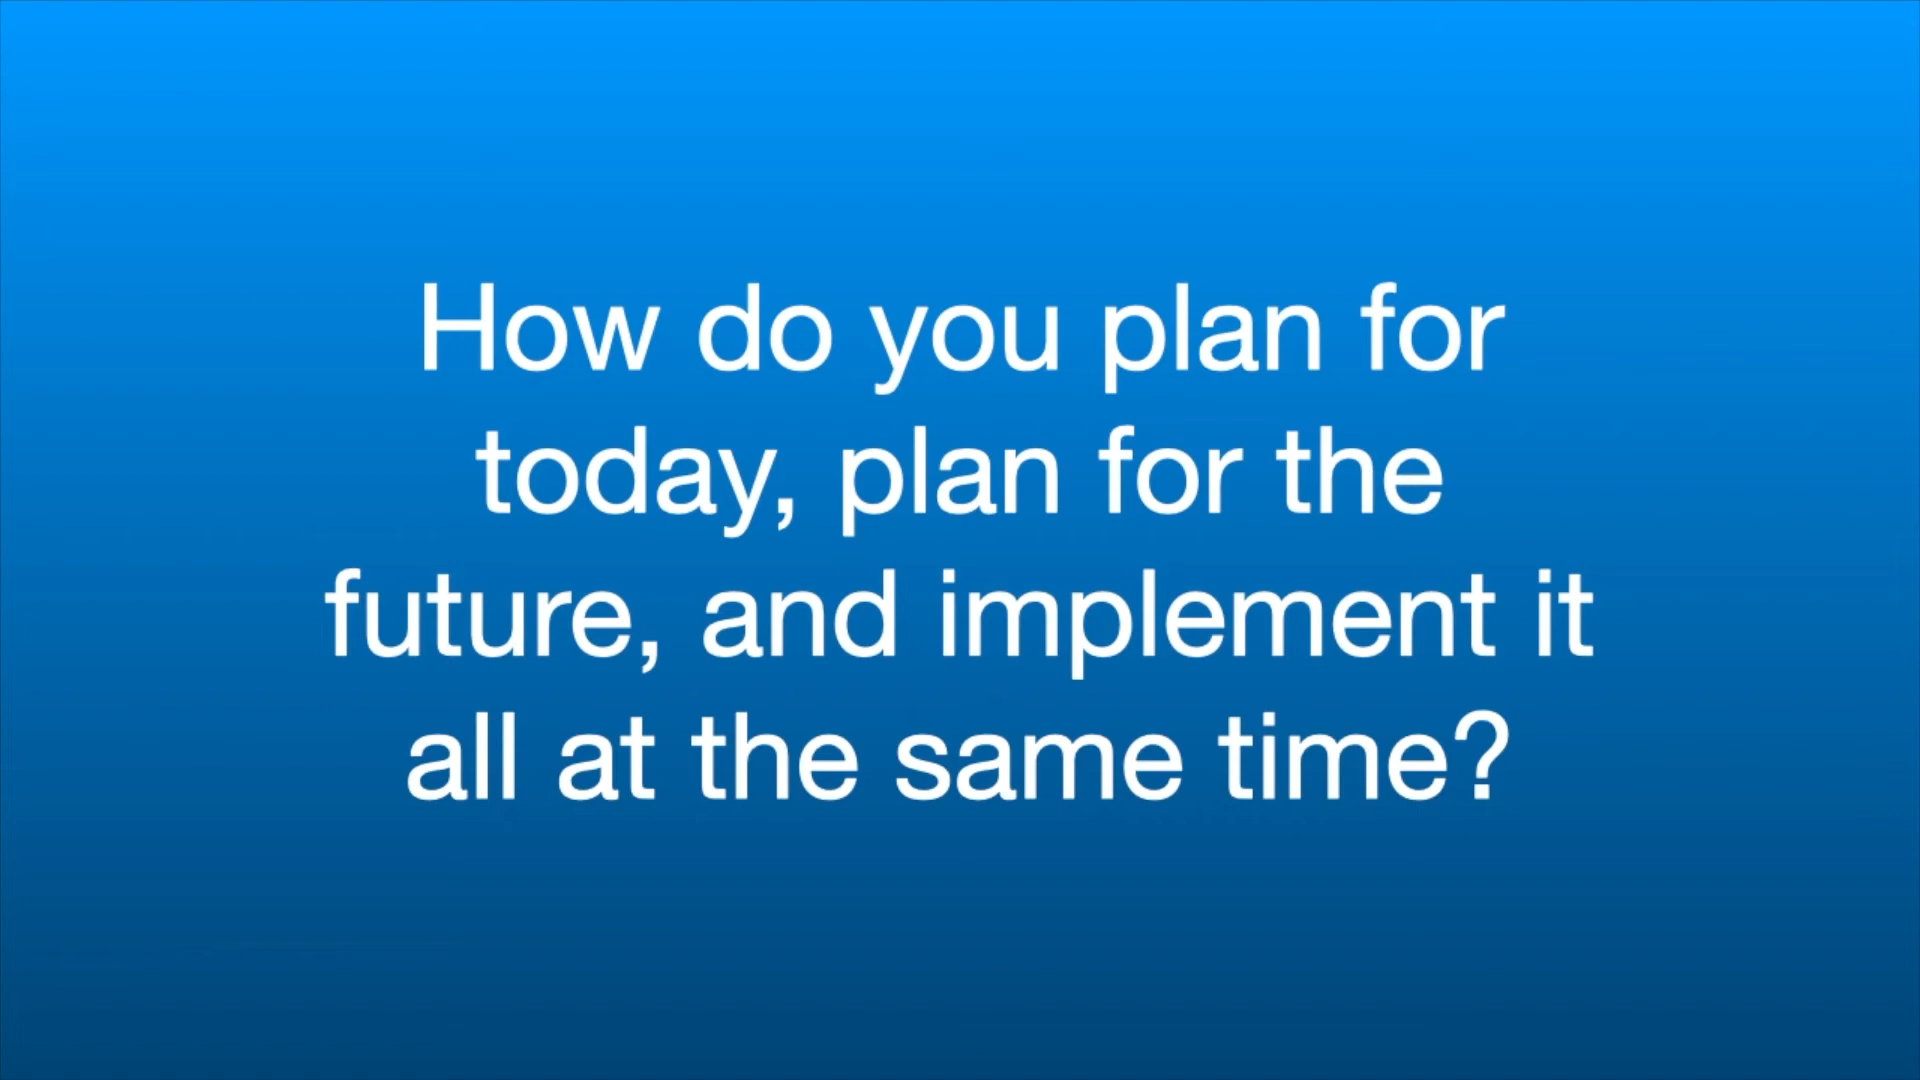 How do you plan for
today, plan for the
future, and implement it
all at the same time?